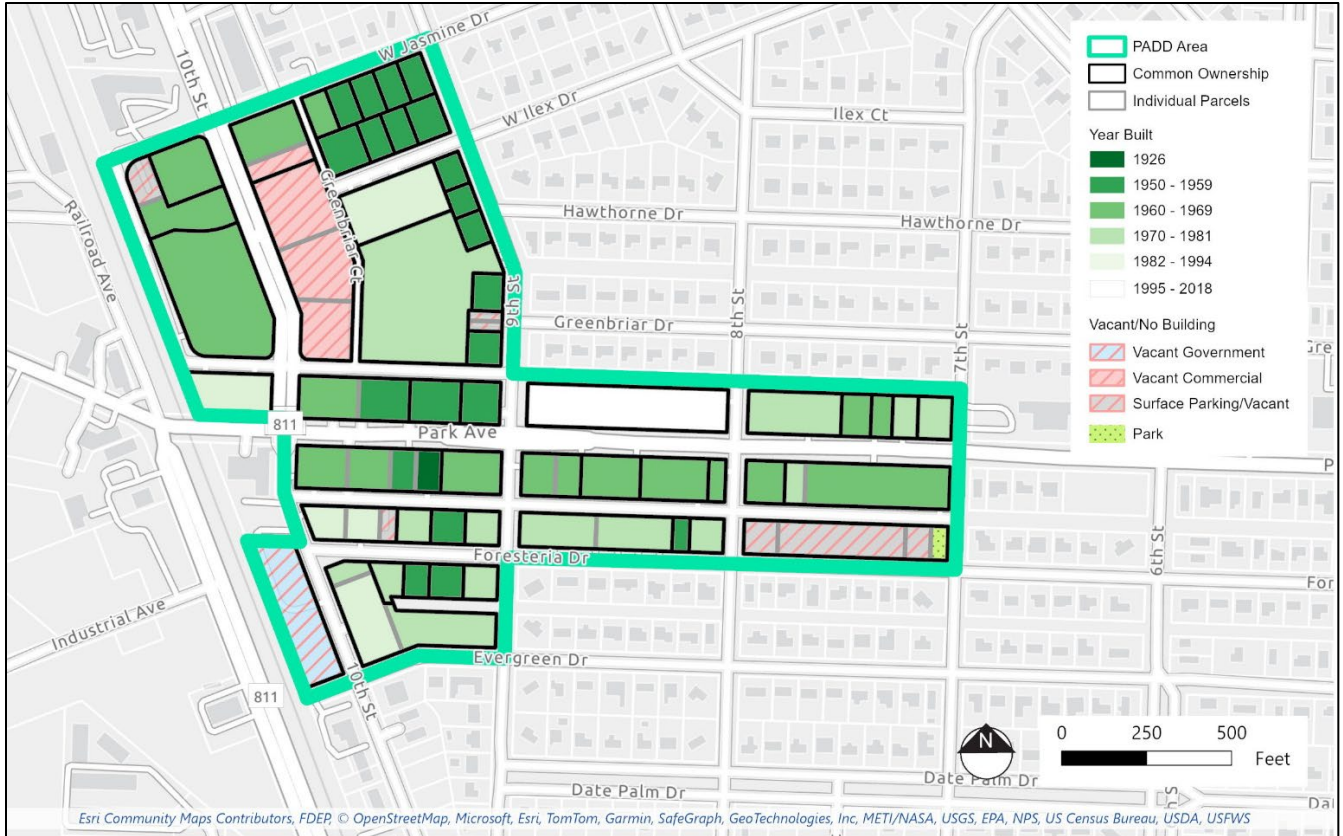 W Jasmine Dr
10th St
W Ilex Dr
Ilex Ct
Railroad Ave
Greenbriar Ct
Hawthorne Dr
Hawthorne Dr
9th St
8th St
7th St
Greenbriar Dr
Gre
811
Park Ave
P
Foresteria Dr
6th St
For
Industrial Ave
Evergreen Dr
10th St
811
Date Palm Dr
Date Palm Dr
h S
Dal
PADD Area
Common Ownership
Individual Parcels
Year Built
1926
1950 - 1959
1960 - 1969
1970 - 1981
1982 - 1994
1995 - 2018
Vacant/No Building
Vacant Government
Vacant Commercial
Surface Parking/Vacant
Park
N
0 250 500
Feet
Esri Community Maps Contributors, FDEP, © OpenStreetMap, Microsoft, Esri, TomTom, Garmin, SafeGraph, GeoTechnologies, Inc, METI/NASA, USGS, EPA, NPS, US Census Bureau, USDA, USFWS